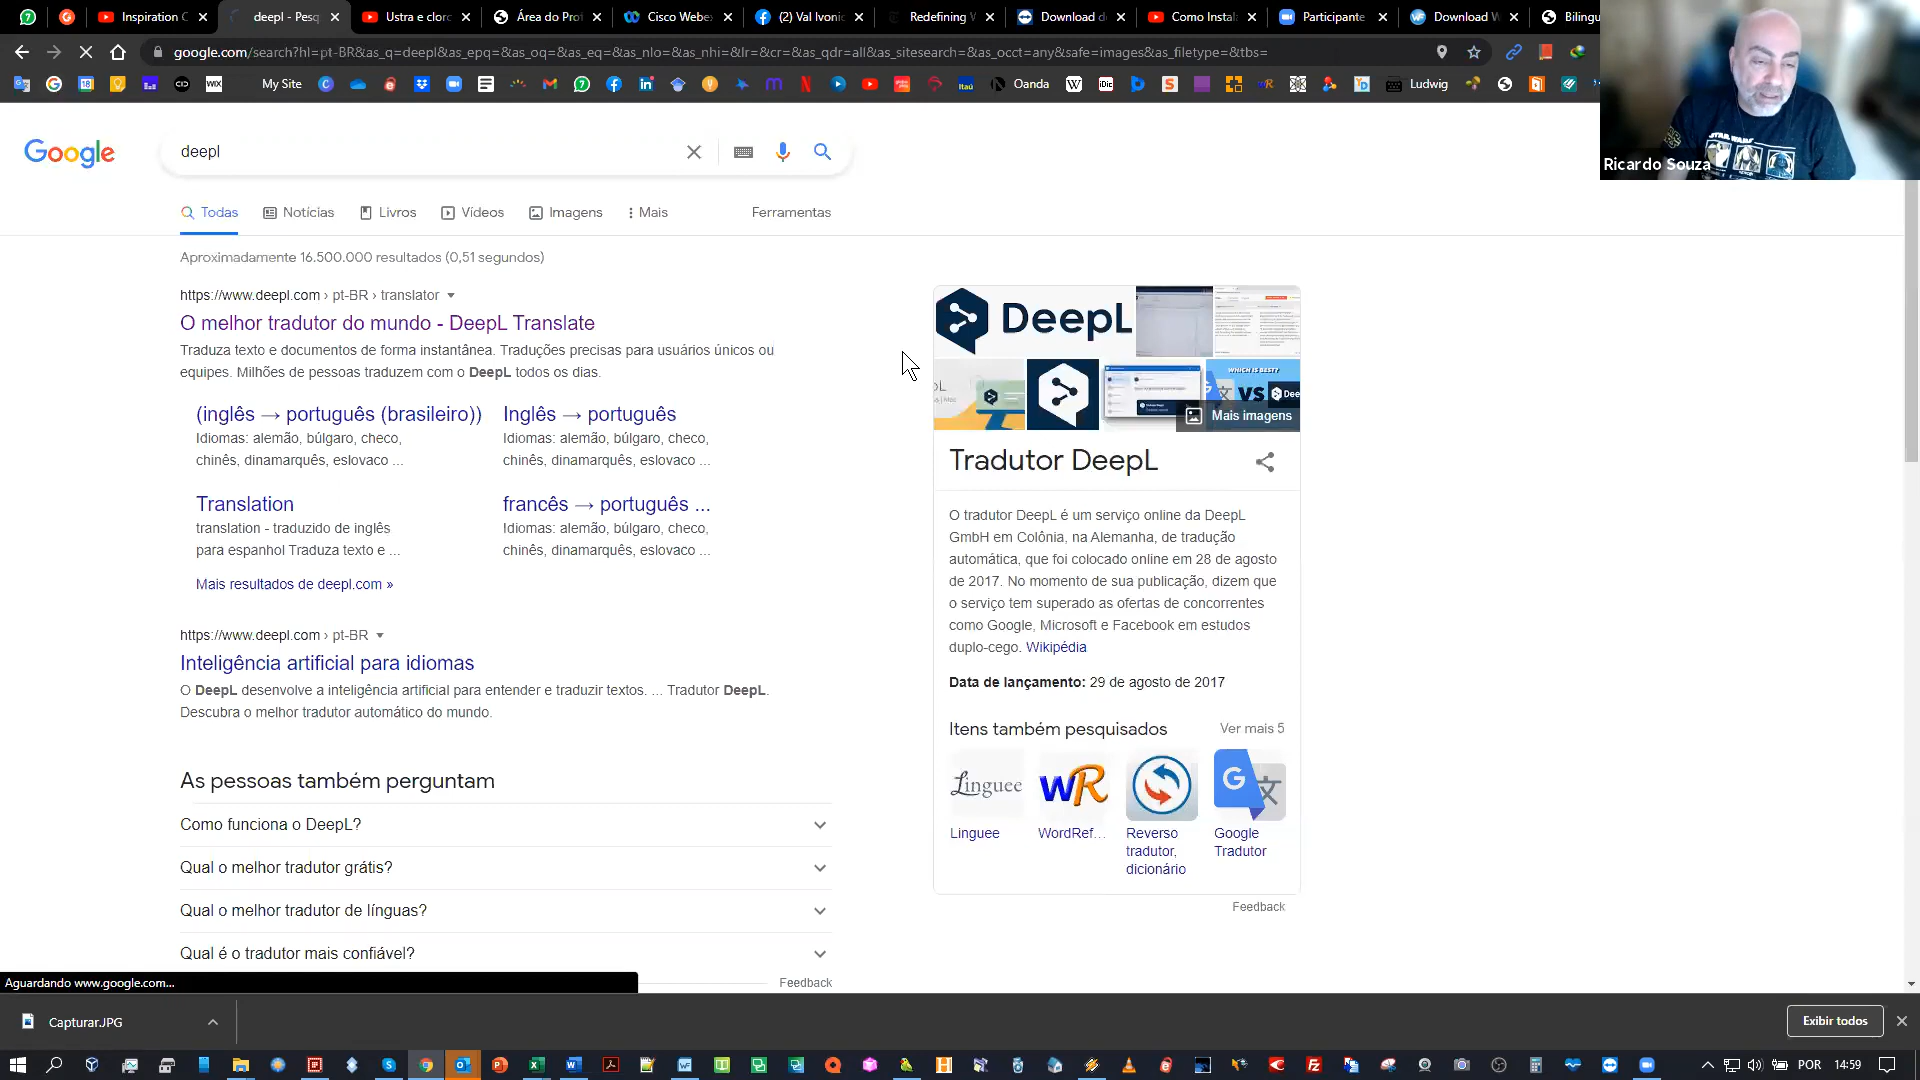 Inspiration C
deepl - Pesq
Ustra e clorc
Área do Prof
Cisco Webex
(2) Val Ivonic
Redefining V
Download d
Como Instal
Participante
Download W
Bilingu
google.com/search?hl=pt-BR&as_q=deepl&as_epq=&as_oq=&as_eq=&as_nlo=&as_nhi=&lr=&cr=&as_qdr=all&as_sitesearch=&as_occt=any&safe=images&as_filetype=&tbs=
My Site
Oanda
Ludwig
Ricardo Souza
Google
deepl
Todas
Notícias
Livros
Vídeos
Imagens
Mais
Ferramentas
Aproximadamente 16.500.000 resultados (0,51 segundos)
https://www.deepl.com › pt-BR › translator
O melhor tradutor do mundo - DeepL Translate
Traduza texto e documentos de forma instantânea. Traduções precisas para usuários únicos ou
equipes. Milhões de pessoas traduzem com o DeepL todos os dias.
(inglês → português (brasileiro))
Idiomas: alemão, búlgaro, checo,
chinês, dinamarquês, eslovaco ...
Inglês → português
Idiomas: alemão, búlgaro, checo,
chinês, dinamarquês, eslovaco ...
Translation
translation - traduzido de inglês
para espanhol Traduza texto e ...
francês → português ...
Idiomas: alemão, búlgaro, checo,
chinês, dinamarquês, eslovaco ...
Mais resultados de deepl.com »
https://www.deepl.com › pt-BR
Inteligência artificial para idiomas
O DeepL desenvolve a inteligência artificial para entender e traduzir textos. ... Tradutor DeepL.
Descubra o melhor tradutor automático do mundo.
As pessoas também perguntam
Como funciona o DeepL?
Qual o melhor tradutor grátis?
Qual o melhor tradutor de línguas?
Qual é o tradutor mais confiável?
Feedback
DeepL
WHICH IS BEST?
VS
Mais imagens
Tradutor DeepL
O tradutor DeepL é um serviço online da DeepL
GmbH em Colônia, na Alemanha, de tradução
automática, que foi colocado online em 28 de agosto
de 2017. No momento de sua publicação, dizem que
o serviço tem superado as ofertas de concorrentes
como Google, Microsoft e Facebook em estudos
duplo-cego. Wikipédia
Data de lançamento: 29 de agosto de 2017
Itens também pesquisados
Ver mais 5
Linguee
WR
Linguee
WordRef...
Reverso
tradutor,
dicionário
Google
Tradutor
Feedback
Aguardando www.google.com...
Capturar.JPG
Exibir todos
POR
14:59